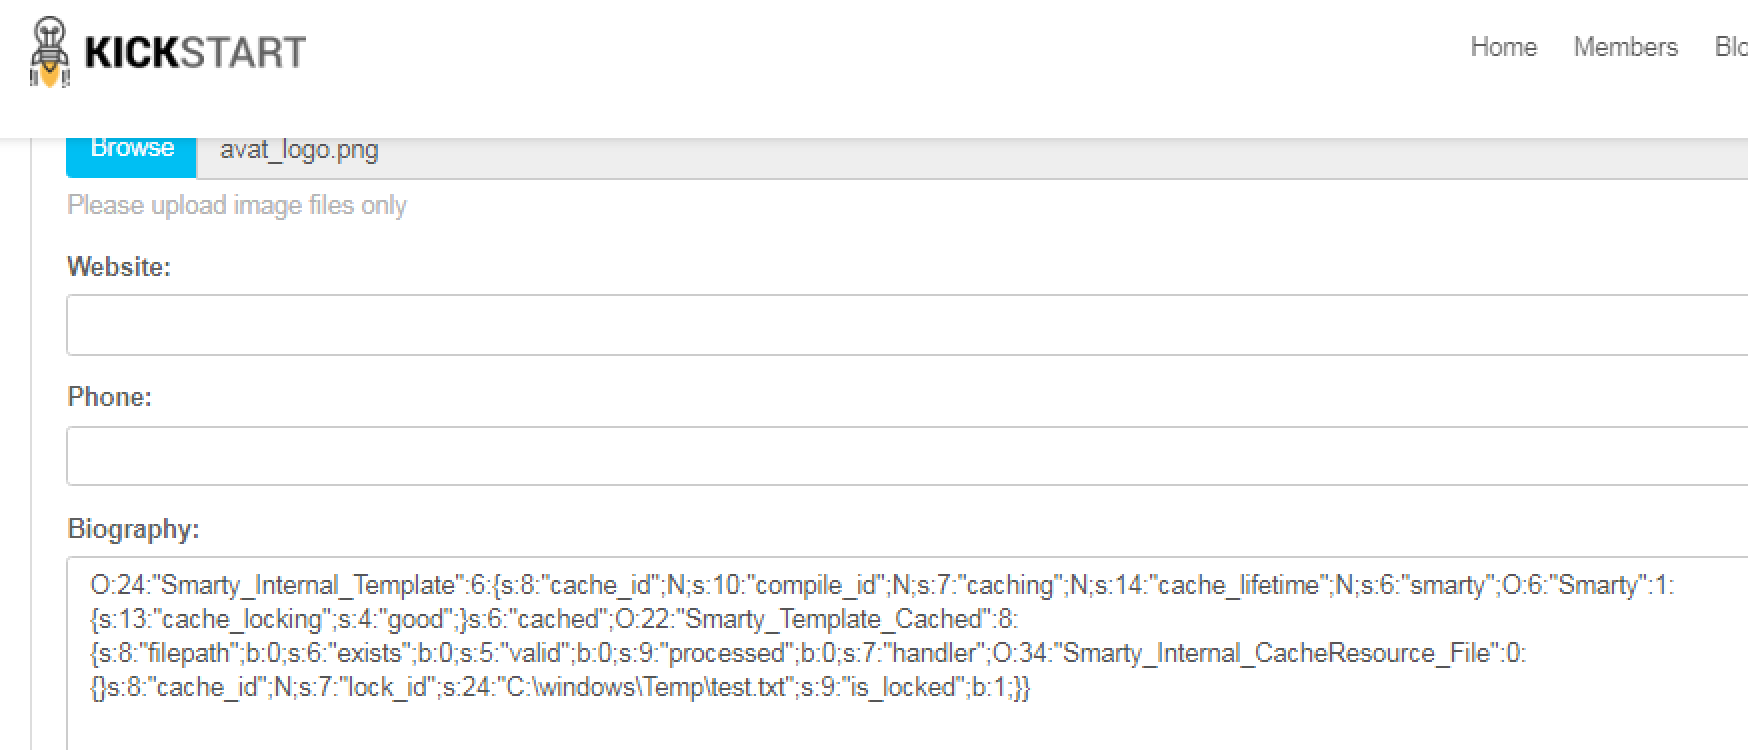 KICKSTART
Home Members Blo
Browse avat_logo.png
Please upload image files only
Website:
Phone:
Biography:
O:24:"Smarty_Internal_Template":6:{s:8:"cache_id";N;s:10:"compile_id";N;s:7:"caching";N;s:14:"cache_lifetime";N;s:6:"smarty";O:6:"Smarty":1:
{s:13:"cache_locking";s:4:"good";}s:6:"cached";O:22:"Smarty_Template_Cached":8:
{s:8:"filepath";b:0;s:6:"exists";b:0;s:5:"valid";b:0;s:9:"processed";b:0;s:7:"handler";O:34:"Smarty_Internal_CacheResource_File":0:
{}s:8:"cache_id";N;s:7:"lock_id";s:24:"C:\windows\Temp\test.txt";s:9:"is_locked";b:1;}}